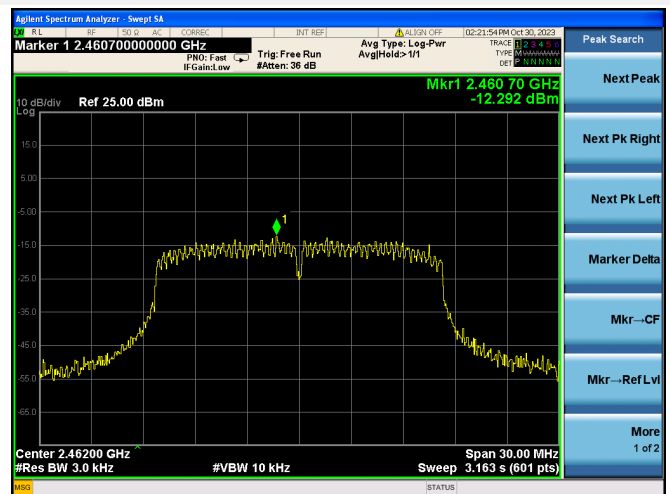 Agilent Spectrum Analyzer - Swept SA
LXI RL RF 50 Ω AC CORREC INT REF ALIGN OFF 02:21:54 PM Oct 30, 2023
Marker 1 2.460700000000 GHz
PNO: Fast
IFGain:Low
Trig: Free Run
#Atten: 36 dB
Avg Type: Log-Pwr
Avg|Hold:>1/1
TRACE 1 2 3 4 5 6
TYPE MWWWWW
DET P N N N N N
Mkr1 2.460 70 GHz
-12.292 dBm
10 dB/div Ref 25.00 dBm
Log
15.0
5.00
-5.00
-15.0
-25.0
-35.0
-45.0
-55.0
-65.0
1
Center 2.46200 GHz
#Res BW 3.0 kHz
#VBW 10 kHz
Span 30.00 MHz
Sweep 3.163 s (601 pts)
MSG
STATUS
Peak Search
Next Peak
Next Pk Right
Next Pk Left
Marker Delta
Mkr→CF
Mkr→Ref Lvl
More
1 of 2